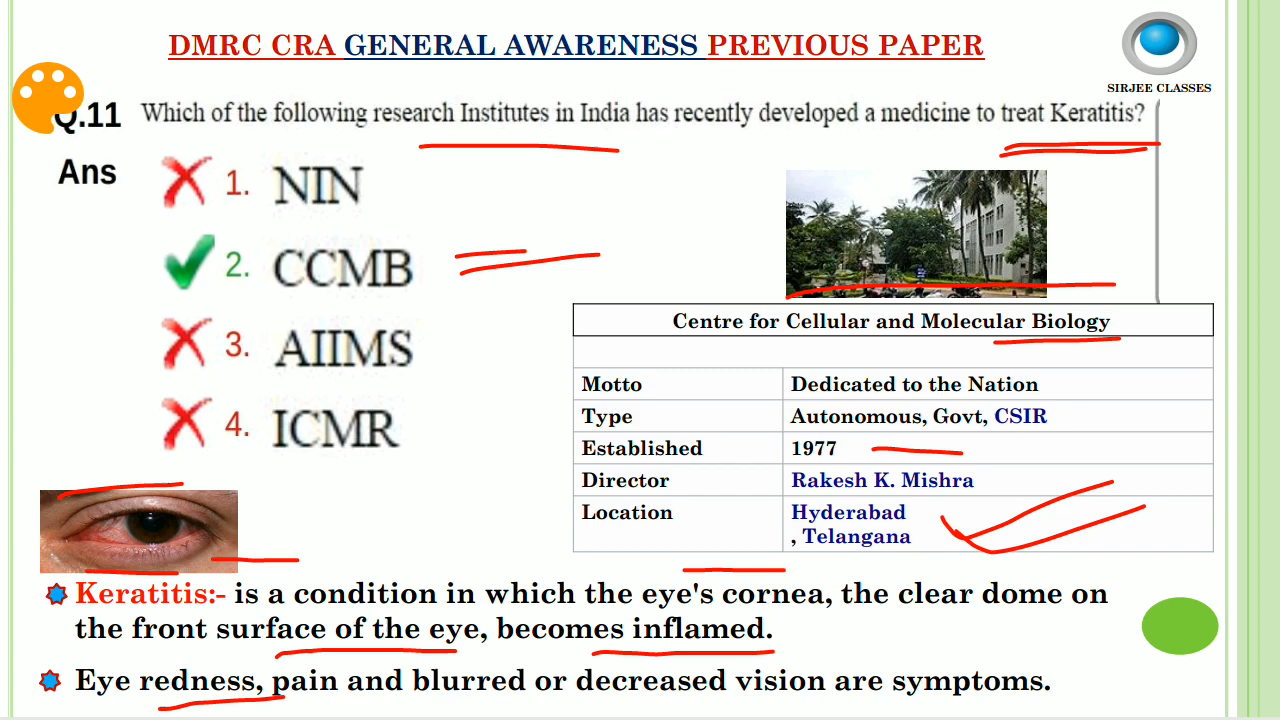 DMRC CRA GENERAL AWARENESS PREVIOUS PAPER
SIRJEE CLASSES
Q.11 Which of the following research Institutes in India has recently developed a medicine to treat Keratitis?
Ans
1. NIN
2. CCMB
3. AIIMS
4. ICMR
Centre for Cellular and Molecular Biology
Motto Dedicated to the Nation
Type Autonomous, Govt, CSIR
Established 1977
Director Rakesh K. Mishra
Location Hyderabad
, Telangana
Keratitis:- is a condition in which the eye's cornea, the clear dome on
the front surface of the eye, becomes inflamed.
Eye redness, pain and blurred or decreased vision are symptoms.